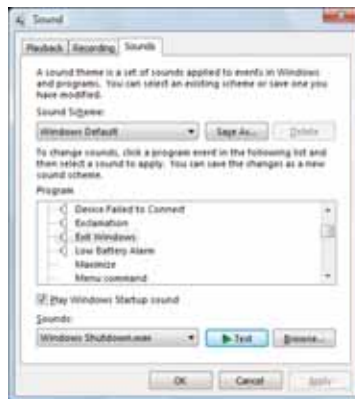 Sound
Playback Recording Sounds
A sound theme is a set of sounds applied to events in Windows
and programs. You can select an existing scheme or save one you
have modified.
Sound Scheme:
Windows Default Save As... Delete
To change sounds, click a program event in the following list and
then select a sound to apply. You can save the changes as a new
sound scheme.
Program
Device Failed to Connect
Exclamation
Exit Windows
Low Battery Alarm
Maximize
Menu command
Play Windows Startup sound
Sounds:
Windows Shutdown.wav Test Browse...
OK Cancel Apply